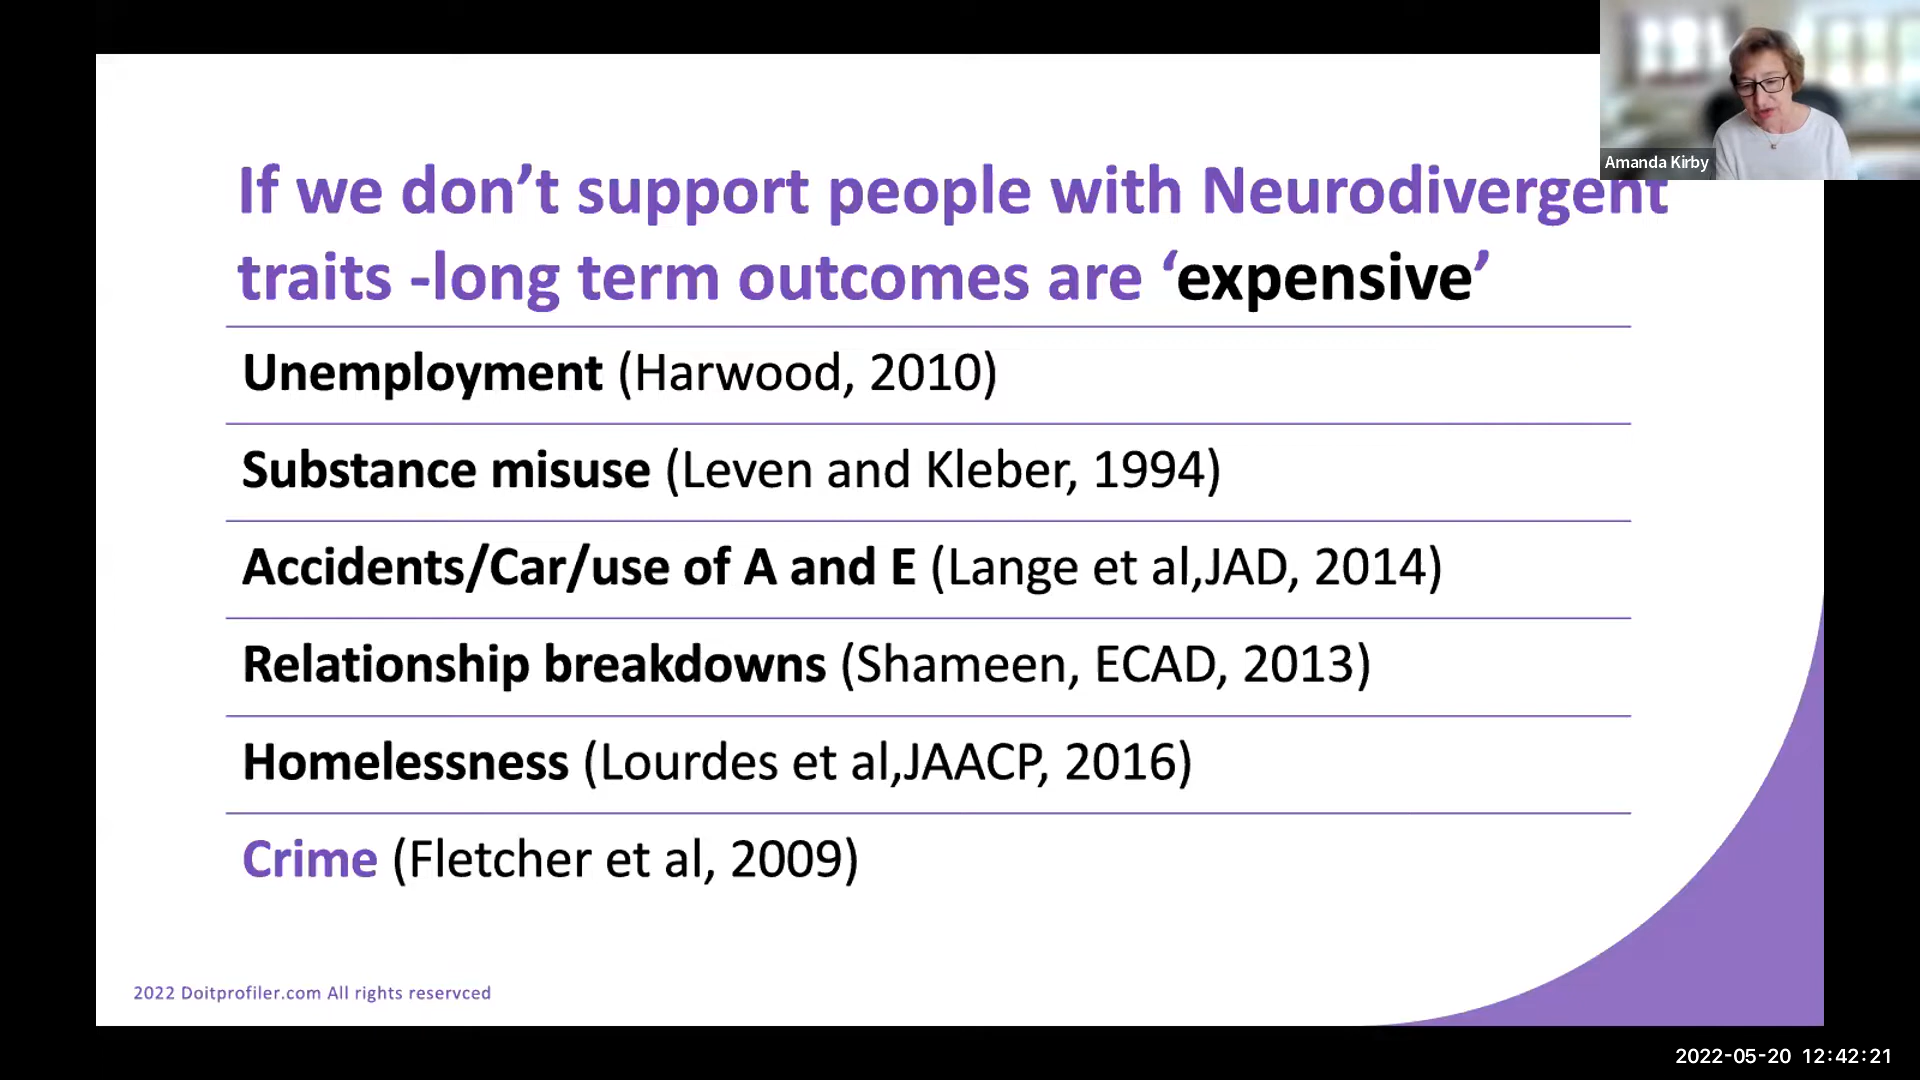 Amanda Kirby
If we don’t support people with Neurodivergent
traits -long term outcomes are ‘expensive’
Unemployment (Harwood, 2010)
Substance misuse (Leven and Kleber, 1994)
Accidents/Car/use of A and E (Lange et al,JAD, 2014)
Relationship breakdowns (Shameen, ECAD, 2013)
Homelessness (Lourdes et al,JAACP, 2016)
Crime (Fletcher et al, 2009)
2022 Doitprofiler.com All rights reservced
2022-05-20 12:42:21